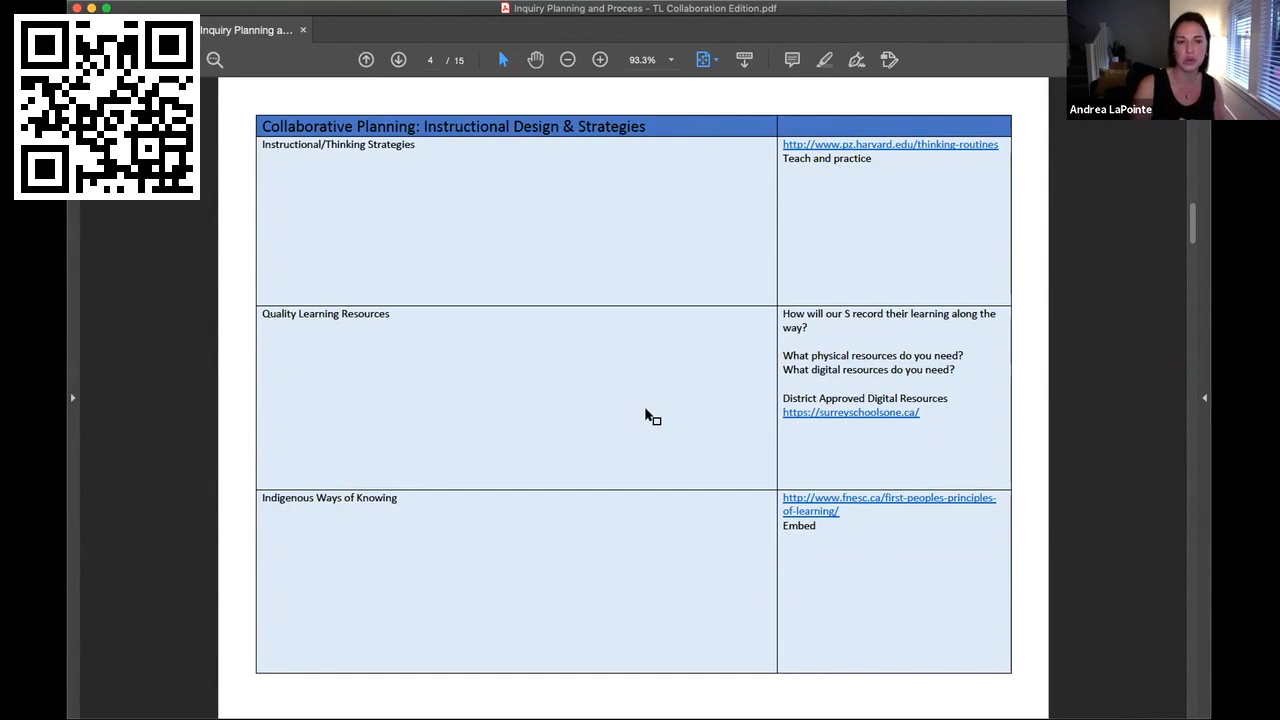 Inquiry Planning and Process - TL Collaboration Edition.pdf
Inquiry Planning a...
4 / 15
93.3%
Andrea LaPointe
Collaborative Planning: Instructional Design & Strategies
Instructional/Thinking Strategies
http://www.pz.harvard.edu/thinking-routines
Teach and practice
Quality Learning Resources
How will our S record their learning along the
way?
What physical resources do you need?
What digital resources do you need?
District Approved Digital Resources
https://surreyschoolsone.ca/
Indigenous Ways of Knowing
http://www.fnesc.ca/first-peoples-principles-
of-learning/
Embed